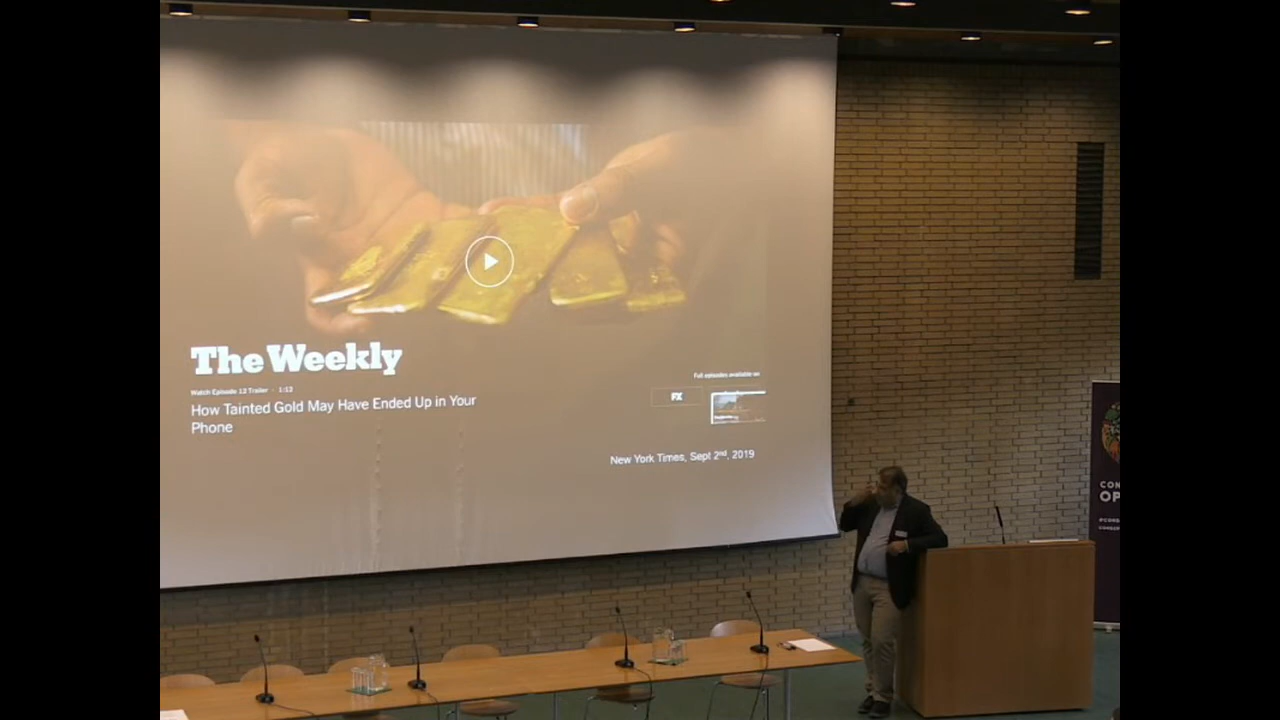 The Weekly
Watch Episode 13 Trailer · 1:13
How Tainted Gold May Have Ended Up in Your
Phone
Full episodes available on
FX
New York Times, Sept 2nd, 2019
CON
OP